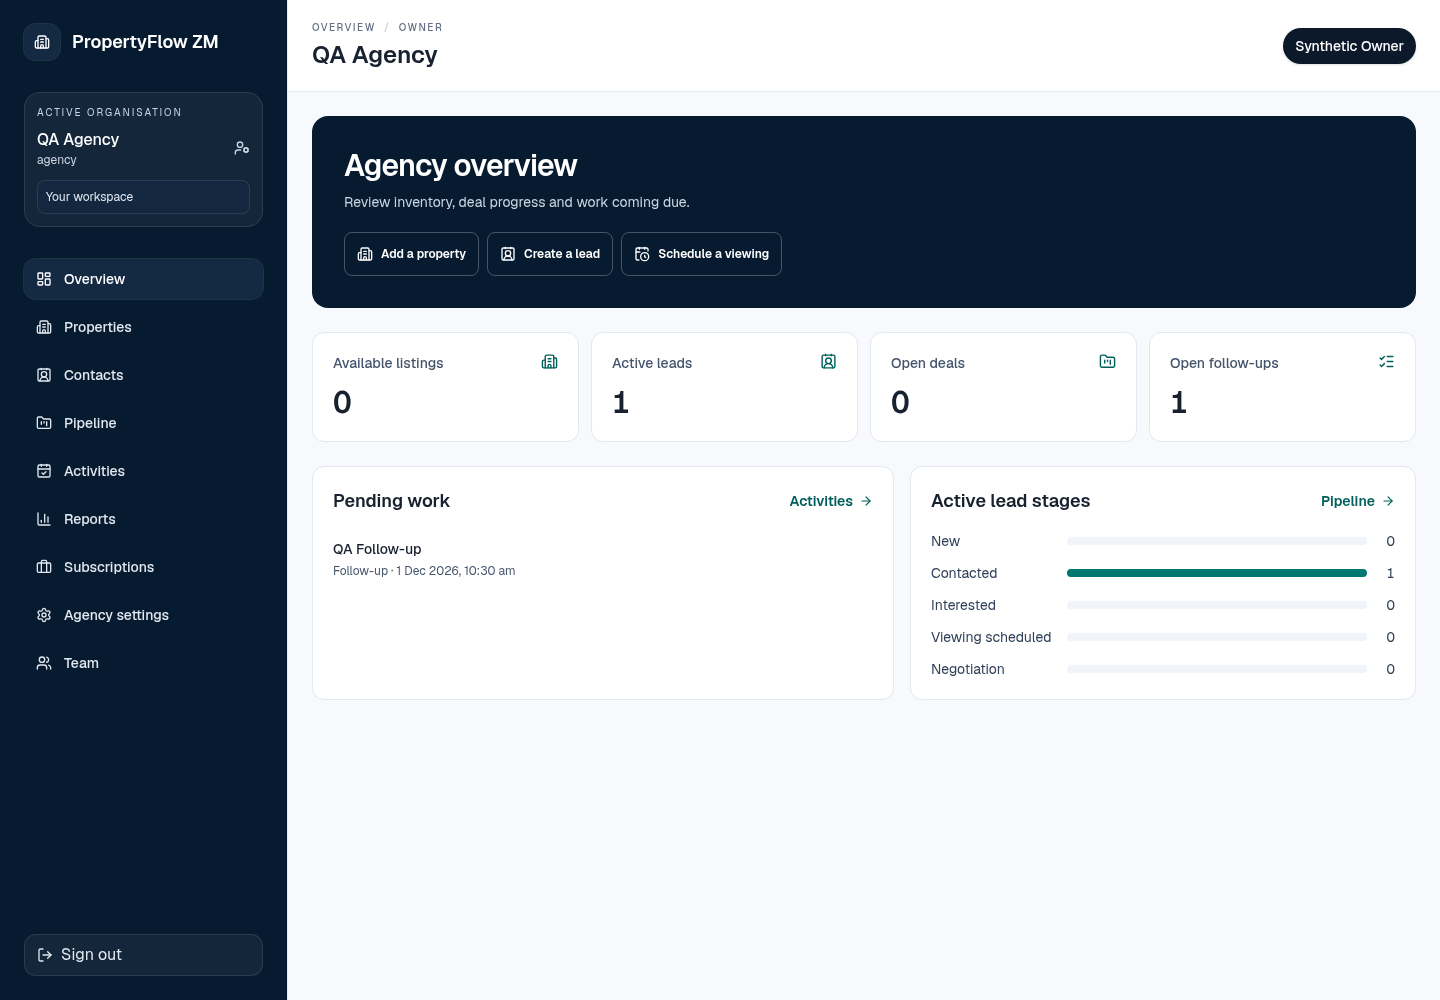 PropertyFlow ZM
ACTIVE ORGANISATION
QA Agency
agency
Your workspace
Overview
Properties
Contacts
Pipeline
Activities
Reports
Subscriptions
Agency settings
Team
Sign out
OVERVIEW / OWNER
QA Agency
Synthetic Owner
Agency overview
Review inventory, deal progress and work coming due.
Add a property
Create a lead
Schedule a viewing
Available listings
0
Active leads
1
Open deals
0
Open follow-ups
1
Pending work
Activities →
QA Follow-up
Follow-up · 1 Dec 2026, 10:30 am
Active lead stages
Pipeline →
New 0
Contacted 1
Interested 0
Viewing scheduled 0
Negotiation 0